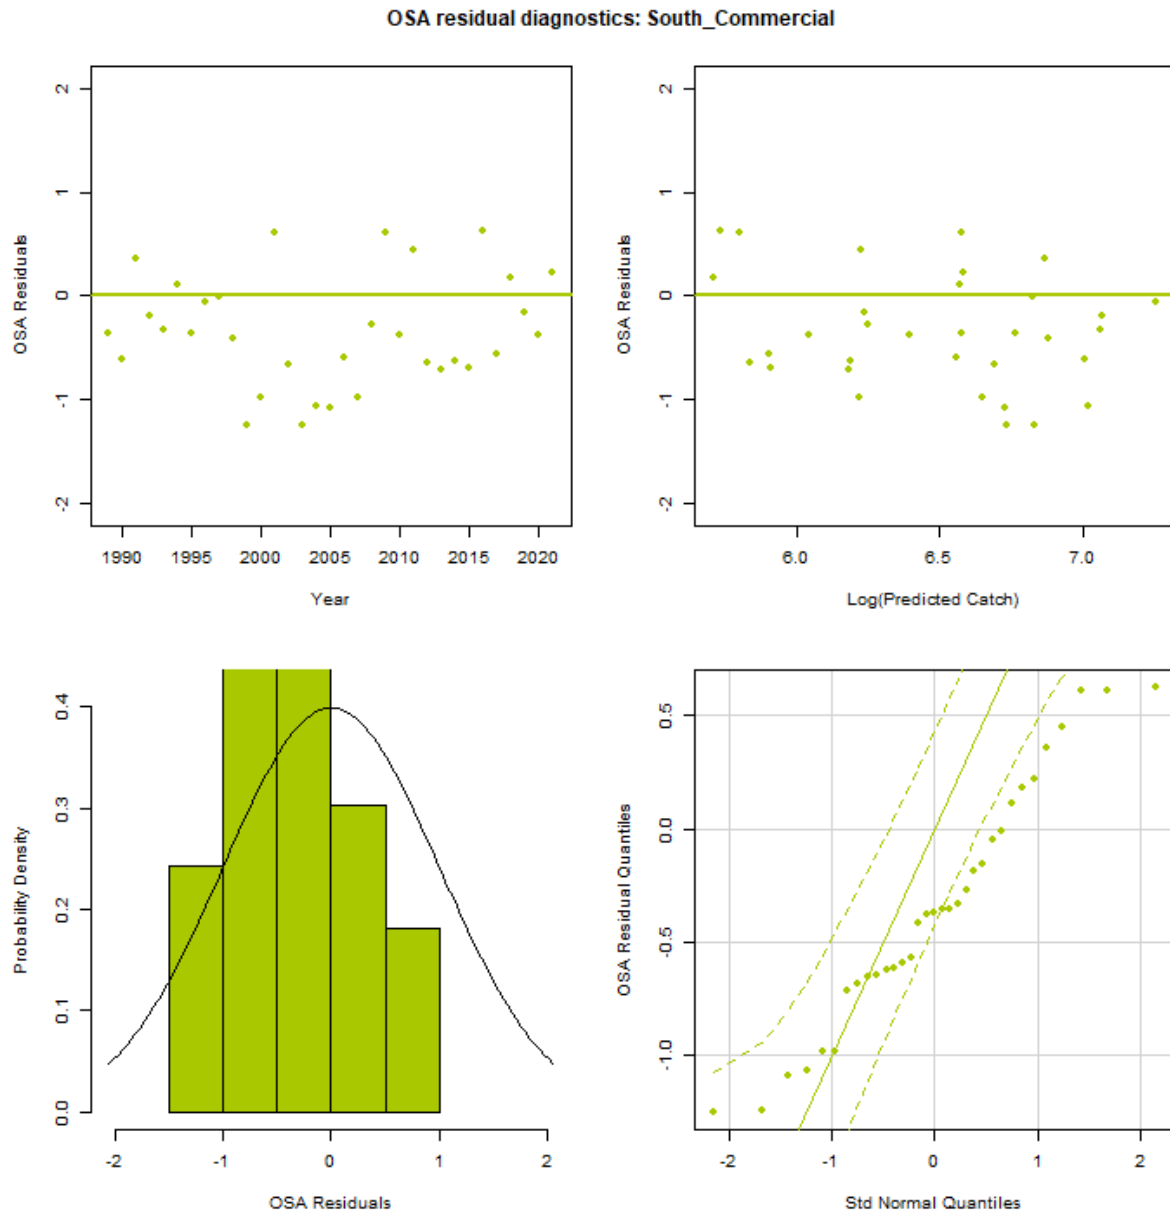 OSA residual diagnostics: South_Commercial
OSA Residuals
2
1
0
-1
-2
1990 1995 2000 2005 2010 2015 2020
Year
OSA Residuals
2
1
0
-1
-2
6.0 6.5 7.0
Log(Predicted Catch)
Probability Density
0.4
0.3
0.2
0.1
0.0
-2 -1 0 1 2
OSA Residuals
OSA Residual Quantiles
0.5
0.0
-0.5
-1.0
-2 -1 0 1 2
Std Normal Quantiles